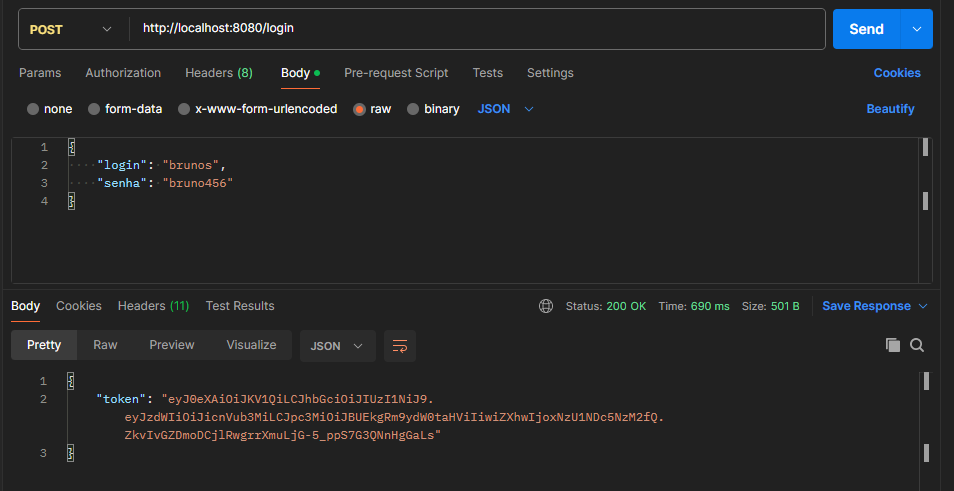 POST http://localhost:8080/login Send
Params Authorization Headers (8) Body Pre-request Script Tests Settings Cookies
none form-data x-www-form-urlencoded raw binary JSON Beautify
1 {
2 "login": "brunos",
3 "senha": "bruno456"
4 }
Body Cookies Headers (11) Test Results Status: 200 OK Time: 690 ms Size: 501 B Save Response
Pretty Raw Preview Visualize JSON
1 {
2 "token": "eyJ0eXAiOiJKV1QiLCJhbGciOiJIUzI1NiJ9.
eyJzdWIiOiJicnVub3MiLCJpc3MiOiJBUEkgRm9ydW0taHViIiwiZXhwIjoxNzU1NDc5NzM2fQ.
ZkvIvGZDmoDCjlRwgrrXmuLjG-5_ppS7G3QNnHgGaLs"
3 }